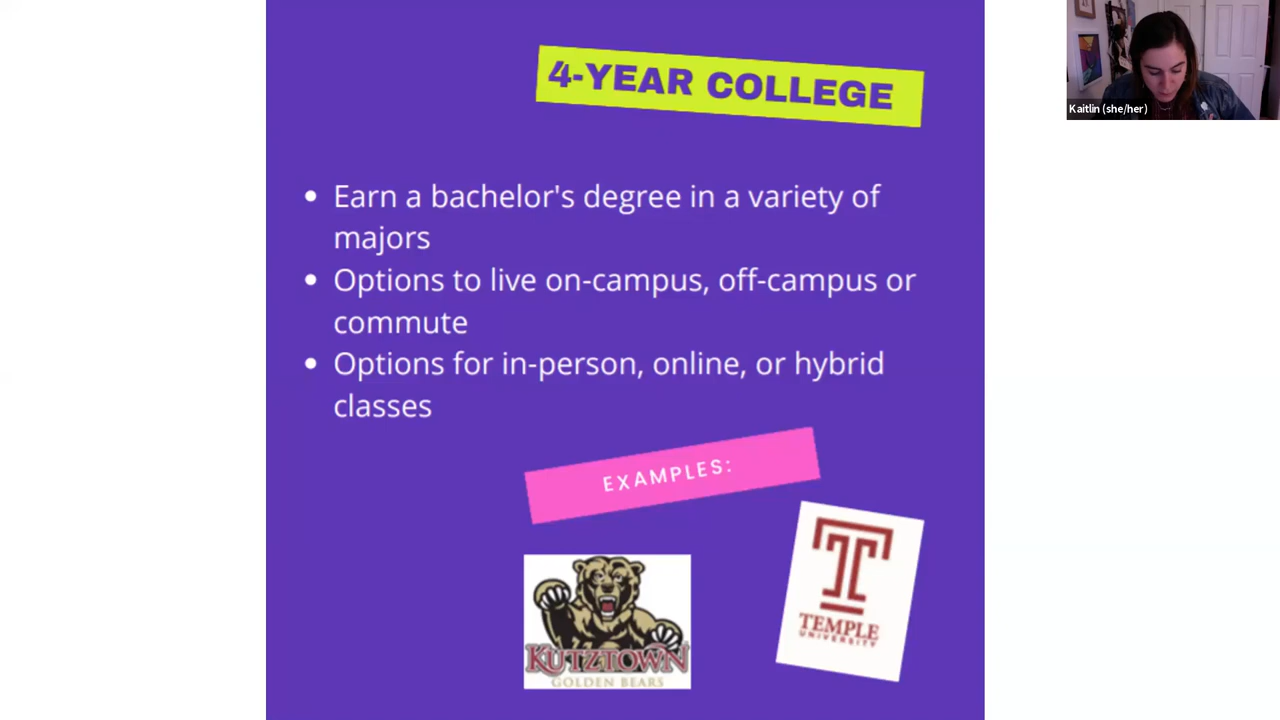 4-YEAR COLLEGE
Kaitlin (she/her)
• Earn a bachelor's degree in a variety of
majors
• Options to live on-campus, off-campus or
commute
• Options for in-person, online, or hybrid
classes
EXAMPLES:
TEMPLE
UNIVERSITY
KUTZTOWN
GOLDEN BEARS